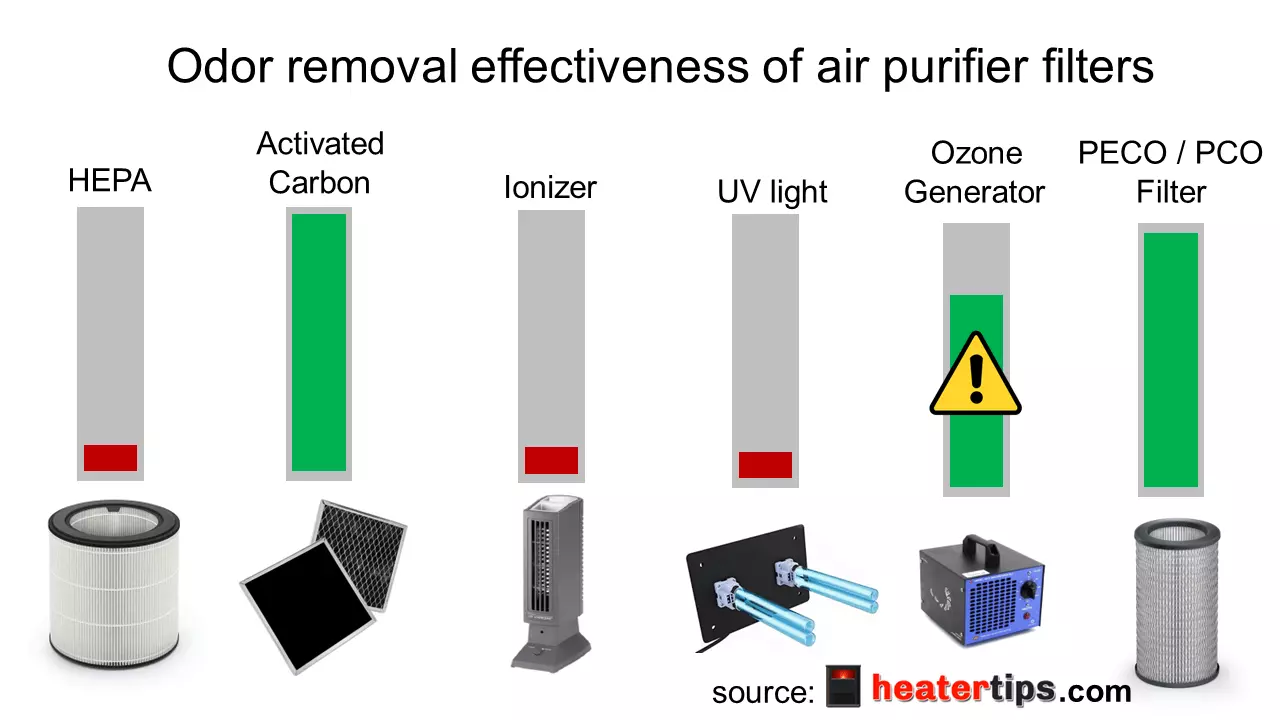 Odor removal effectiveness of air purifier filters
HEPA
Activated
Carbon
Ionizer
UV light
Ozone
Generator
PECO / PCO
Filter
source: heatertips.com